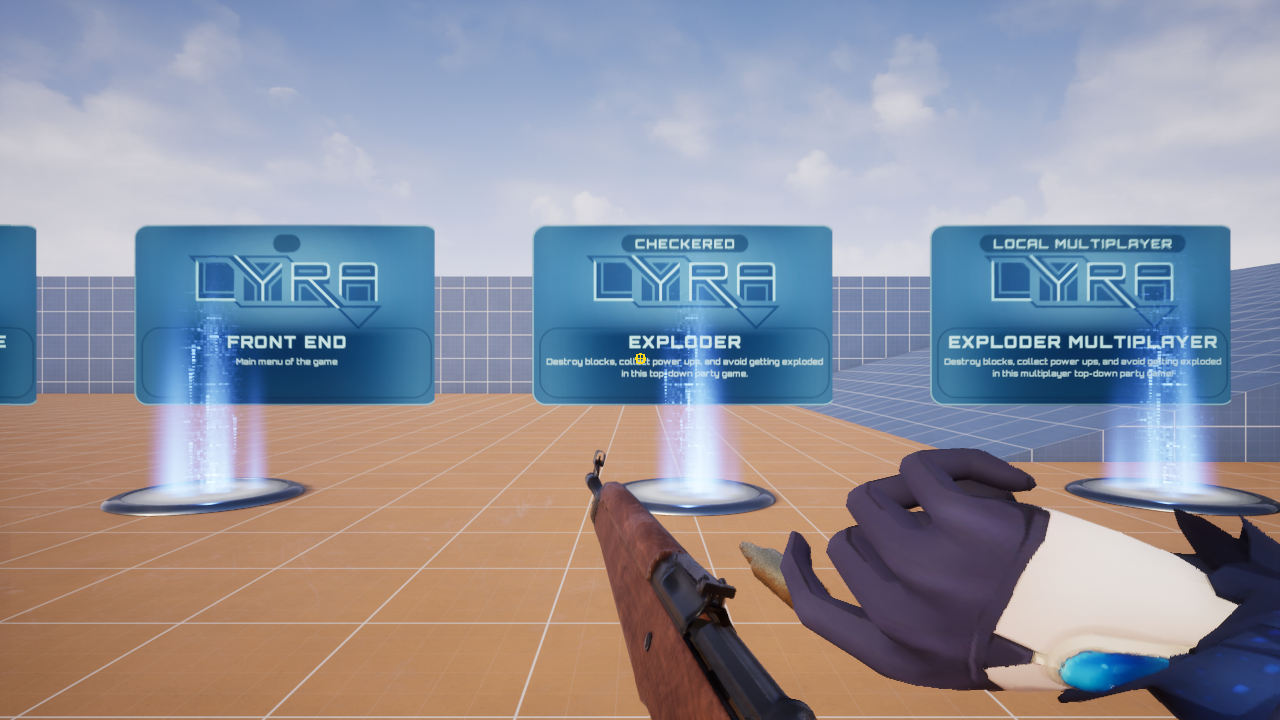 E
LYRA
FRONT END
Main menu of the game
CHECKERED
LYRA
EXPLODER
Destroy blocks, collect power ups, and avoid getting exploded
in this top-down party game.
LOCAL MULTIPLAYER
LYRA
EXPLODER MULTIPLAYER
Destroy blocks, collect power ups, and avoid getting exploded
in this multiplayer top-down party game!